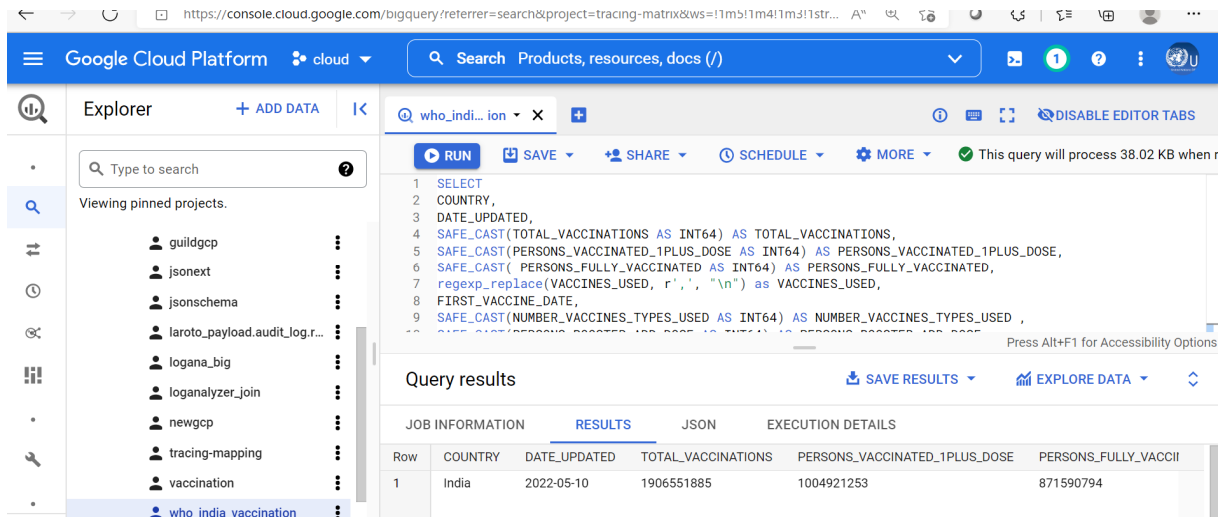 https://console.cloud.google.com/bigquery?referrer=search&project=tracing-matrix&ws=!1m5!1m4!1m3!1str...
Google Cloud Platform cloud Search Products, resources, docs (/) 1
Explorer + ADD DATA
Type to search
Viewing pinned projects.
guildgcp
jsonext
jsonschema
laroto_payload.audit_log.r...
logana_big
loganalyzer_join
newgcp
tracing-mapping
vaccination
who_india_vaccination
who_indi... ion DISABLE EDITOR TABS
RUN SAVE SHARE SCHEDULE MORE This query will process 38.02 KB when r
1 SELECT
2 COUNTRY,
3 DATE_UPDATED,
4 SAFE_CAST(TOTAL_VACCINATIONS AS INT64) AS TOTAL_VACCINATIONS,
5 SAFE_CAST(PERSONS_VACCINATED_1PLUS_DOSE AS INT64) AS PERSONS_VACCINATED_1PLUS_DOSE,
6 SAFE_CAST( PERSONS_FULLY_VACCINATED AS INT64) AS PERSONS_FULLY_VACCINATED,
7 regexp_replace(VACCINES_USED, r',', "\n") as VACCINES_USED,
8 FIRST_VACCINE_DATE,
9 SAFE_CAST(NUMBER_VACCINES_TYPES_USED AS INT64) AS NUMBER_VACCINES_TYPES_USED ,
Press Alt+F1 for Accessibility Options
Query results SAVE RESULTS EXPLORE DATA
JOB INFORMATION RESULTS JSON EXECUTION DETAILS
Row COUNTRY DATE_UPDATED TOTAL_VACCINATIONS PERSONS_VACCINATED_1PLUS_DOSE PERSONS_FULLY_VACCII
1 India 2022-05-10 1906551885 1004921253 871590794